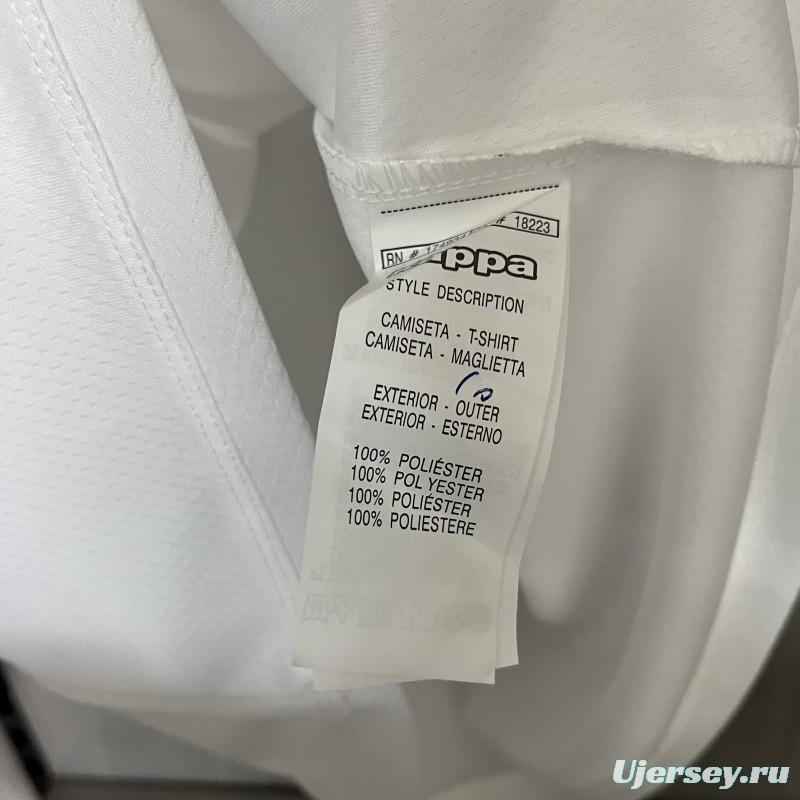 # 18223
RN #
ppa
STYLE DESCRIPTION
CAMISETA - T-SHIRT
CAMISETA - MAGLIETTA
EXTERIOR - OUTER
EXTERIOR - ESTERNO
100% POLIÉSTER
100% POLYESTER
100% POLIÉSTER
100% POLIESTERE
Ujersey.ru